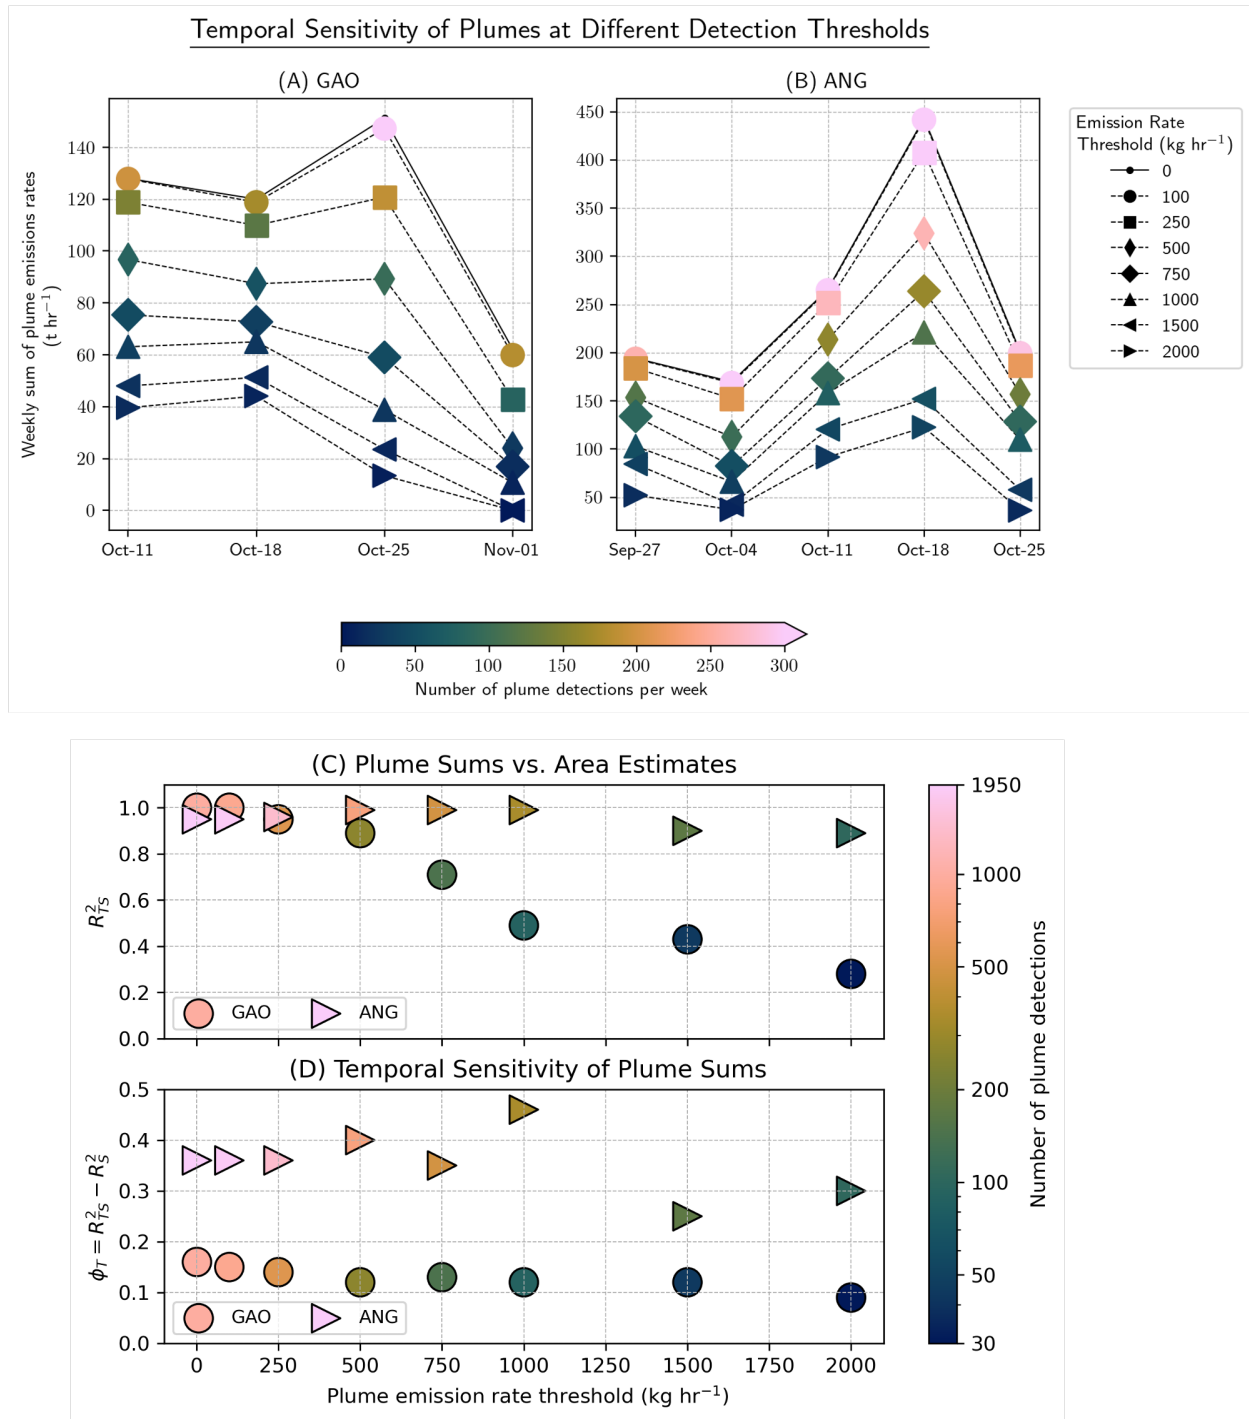 Temporal Sensitivity of Plumes at Different Detection Thresholds
(A) GAO
(B) ANG
Weekly sum of plume emissions rates
(t hr⁻¹)
140
120
100
80
60
40
20
0
Oct-11 Oct-18 Oct-25 Nov-01
450
400
350
300
250
200
150
100
50
Sep-27 Oct-04 Oct-11 Oct-18 Oct-25
Emission Rate
Threshold (kg hr⁻¹)
0
100
250
500
750
1000
1500
2000
0 50 100 150 200 250 300
Number of plume detections per week
(C) Plume Sums vs. Area Estimates
R²_TS
1.0
0.8
0.6
0.4
0.2
0.0
GAO ANG
(D) Temporal Sensitivity of Plume Sums
ϕ_T = R²_TS − R²_S
0.5
0.4
0.3
0.2
0.1
0.0
GAO ANG
0 250 500 750 1000 1250 1500 1750 2000
Plume emission rate threshold (kg hr⁻¹)
1950
1000
500
200
100
50
30
Number of plume detections